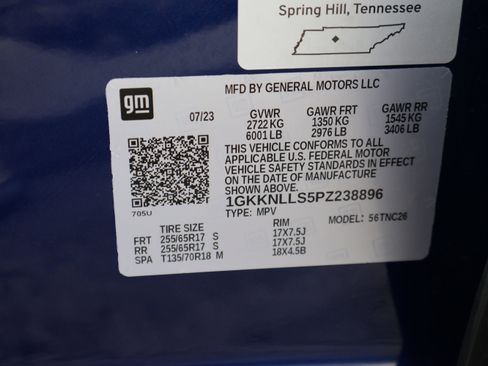 Spring Hill, Tennessee
gm
MFD BY GENERAL MOTORS LLC
07/23 GVWR GAWR FRT GAWR RR
2722 KG 1350 KG 1545 KG
6001 LB 2976 LB 3406 LB
THIS VEHICLE CONFORMS TO ALL
APPLICABLE U.S. FEDERAL MOTOR
VEHICLE SAFETY STANDARDS IN EFFECT
ON THE DATE OF MANUFACTURE
SHOWN ABOVE.
1GKKNLLS5PZ238896
705U
TYPE: MPV MODEL: 56TNC26
TIRE SIZE RIM
FRT 255/65R17 S 17X7.5J
RR 255/65R17 S 17X7.5J
SPA T135/70R18 M 18X4.5B